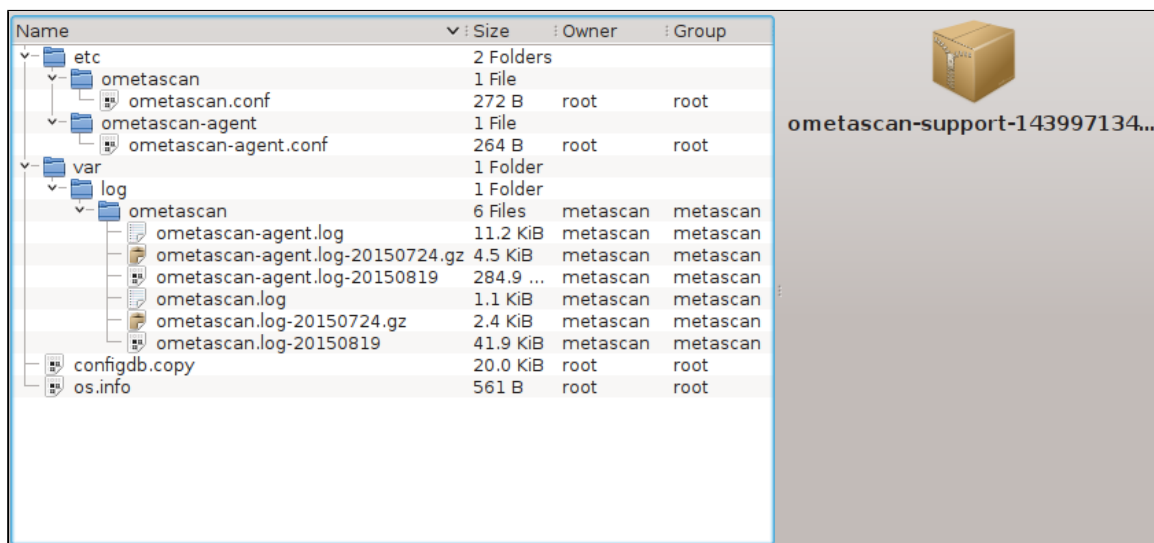 Name Size Owner Group
etc 2 Folders
ometascan 1 File
ometascan.conf 272 B root root
ometascan-agent 1 File
ometascan-agent.conf 264 B root root
var 1 Folder
log 1 Folder
ometascan 6 Files metascan metascan
ometascan-agent.log 11.2 KiB metascan metascan
ometascan-agent.log-20150724.gz 4.5 KiB metascan metascan
ometascan-agent.log-20150819 284.9 ... metascan metascan
ometascan.log 1.1 KiB metascan metascan
ometascan.log-20150724.gz 2.4 KiB metascan metascan
ometascan.log-20150819 41.9 KiB metascan metascan
configdb.copy 20.0 KiB root root
os.info 561 B root root
ometascan-support-143997134...